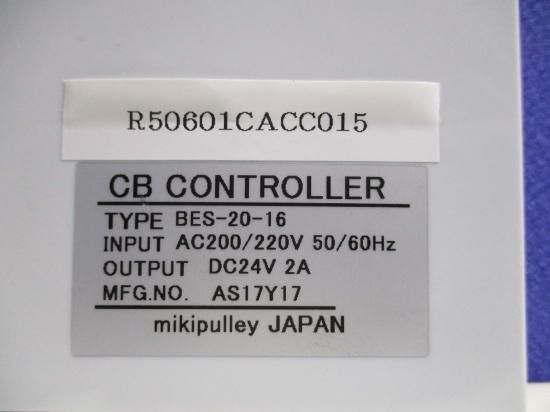 R50601CACC015
CB CONTROLLER
TYPE BES-20-16
INPUT AC200/220V 50/60Hz
OUTPUT DC24V 2A
MFG.NO. AS17Y17
mikipulley JAPAN